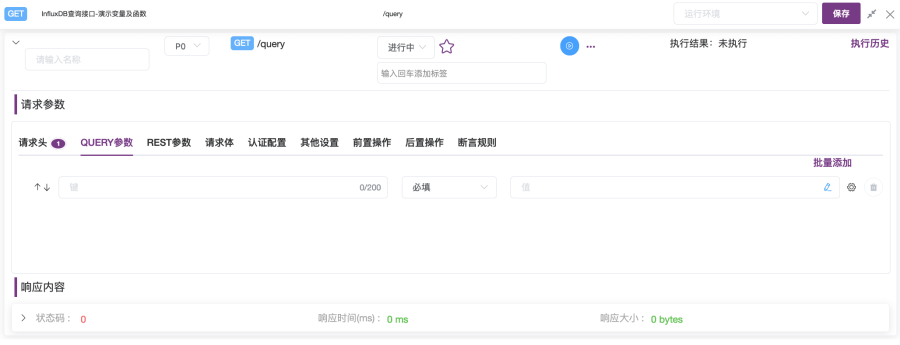 GET InfluxDB查询接口-演示变量及函数 /query 运行环境 保存
请输入名称 P0 GET /query 进行中 执行结果：未执行 执行历史
输入回车添加标签
请求参数
请求头 1 QUERY参数 REST参数 请求体 认证配置 其他设置 前置操作 后置操作 断言规则
批量添加
键 0/200 必填 值
响应内容
状态码： 0 响应时间(ms)： 0 ms 响应大小： 0 bytes